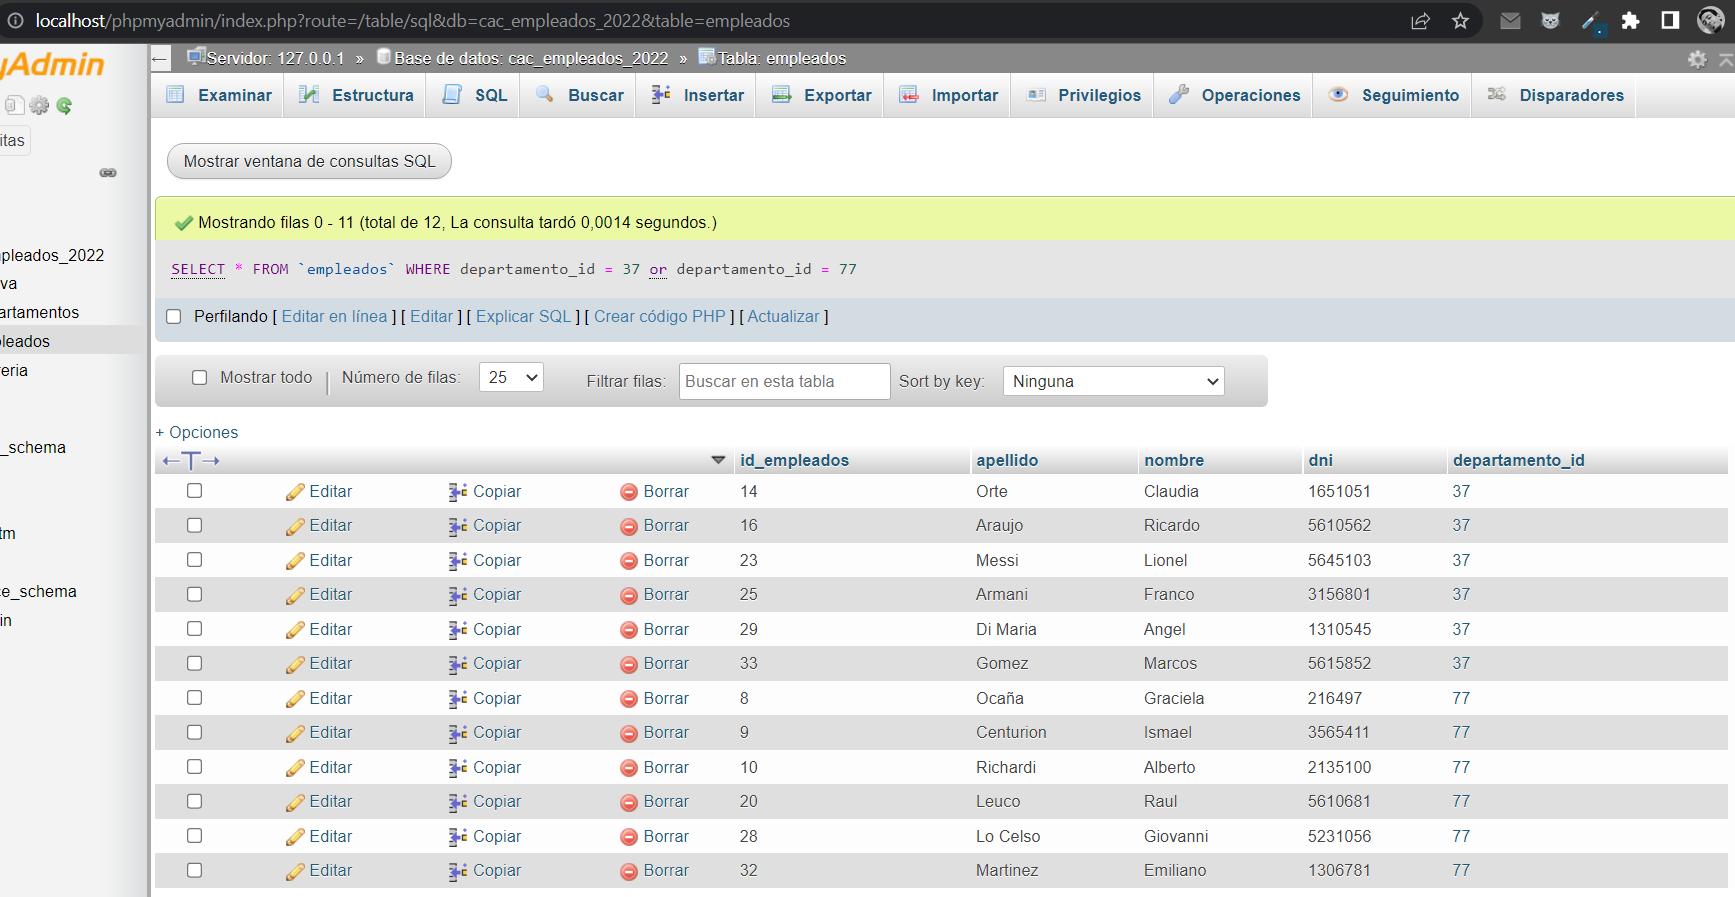 localhost/phpmyadmin/index.php?route=/table/sql&db=cac_empleados_2022&table=empleados
yAdmin
itas
pleados_2022
va
artamentos
leados
eria
_schema
tm
ce_schema
in
Servidor: 127.0.0.1 » Base de datos: cac_empleados_2022 » Tabla: empleados
Examinar Estructura SQL Buscar Insertar Exportar Importar Privilegios Operaciones Seguimiento Disparadores
Mostrar ventana de consultas SQL
Mostrando filas 0 - 11 (total de 12, La consulta tardó 0,0014 segundos.)
SELECT * FROM `empleados` WHERE departamento_id = 37 or departamento_id = 77
Perfilando [ Editar en línea ] [ Editar ] [ Explicar SQL ] [ Crear código PHP ] [ Actualizar ]
Mostrar todo | Número de filas: 25 Filtrar filas: Buscar en esta tabla Sort by key: Ninguna
+ Opciones
←T→ id_empleados apellido nombre dni departamento_id
Editar Copiar Borrar 14 Orte Claudia 1651051 37
Editar Copiar Borrar 16 Araujo Ricardo 5610562 37
Editar Copiar Borrar 23 Messi Lionel 5645103 37
Editar Copiar Borrar 25 Armani Franco 3156801 37
Editar Copiar Borrar 29 Di Maria Angel 1310545 37
Editar Copiar Borrar 33 Gomez Marcos 5615852 37
Editar Copiar Borrar 8 Ocaña Graciela 216497 77
Editar Copiar Borrar 9 Centurion Ismael 3565411 77
Editar Copiar Borrar 10 Richardi Alberto 2135100 77
Editar Copiar Borrar 20 Leuco Raul 5610681 77
Editar Copiar Borrar 28 Lo Celso Giovanni 5231056 77
Editar Copiar Borrar 32 Martinez Emiliano 1306781 77